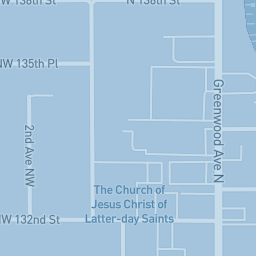 NW 138th St
N 138th St
NW 135th Pl
Greenwood Ave N
2nd Ave NW
The Church of
Jesus Christ of
Latter-day Saints
NW 132nd St